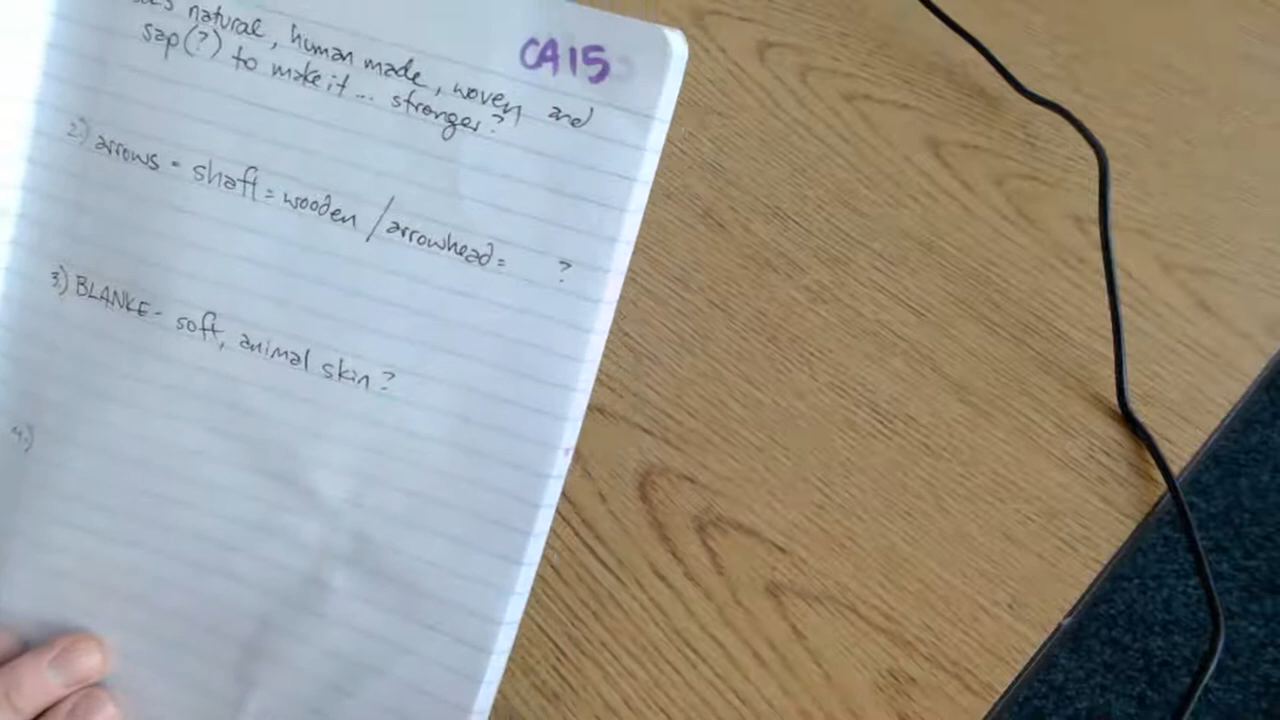 CA15
natural, human made, woven and
sap(?) to make it ... stronger?
2.) arrows - shaft = wooden / arrowhead = ?
3.) BLANKE - soft, animal skin?
4.)